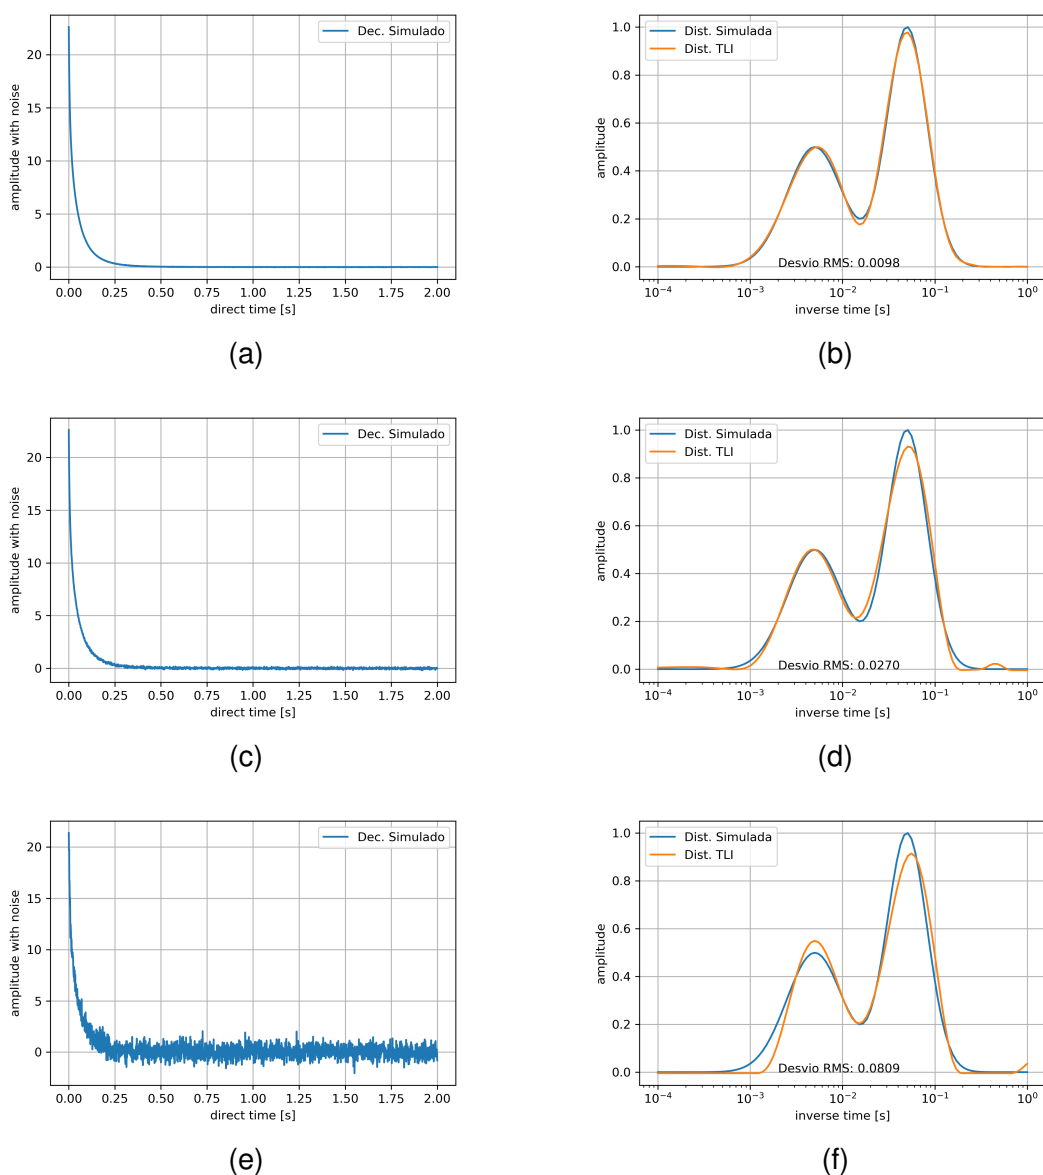 Dec. Simulado
amplitude with noise
20
15
10
5
0
0.00 0.25 0.50 0.75 1.00 1.25 1.50 1.75 2.00
direct time [s]
(a)
Dist. Simulada
Dist. TLI
amplitude
1.0
0.8
0.6
0.4
0.2
0.0
Desvio RMS: 0.0098
10⁻⁴ 10⁻³ 10⁻² 10⁻¹ 10⁰
inverse time [s]
(b)
Dec. Simulado
amplitude with noise
20
15
10
5
0
0.00 0.25 0.50 0.75 1.00 1.25 1.50 1.75 2.00
direct time [s]
(c)
Dist. Simulada
Dist. TLI
amplitude
1.0
0.8
0.6
0.4
0.2
0.0
Desvio RMS: 0.0270
10⁻⁴ 10⁻³ 10⁻² 10⁻¹ 10⁰
inverse time [s]
(d)
Dec. Simulado
amplitude with noise
20
15
10
5
0
0.00 0.25 0.50 0.75 1.00 1.25 1.50 1.75 2.00
direct time [s]
(e)
Dist. Simulada
Dist. TLI
amplitude
1.0
0.8
0.6
0.4
0.2
0.0
Desvio RMS: 0.0809
10⁻⁴ 10⁻³ 10⁻² 10⁻¹ 10⁰
inverse time [s]
(f)